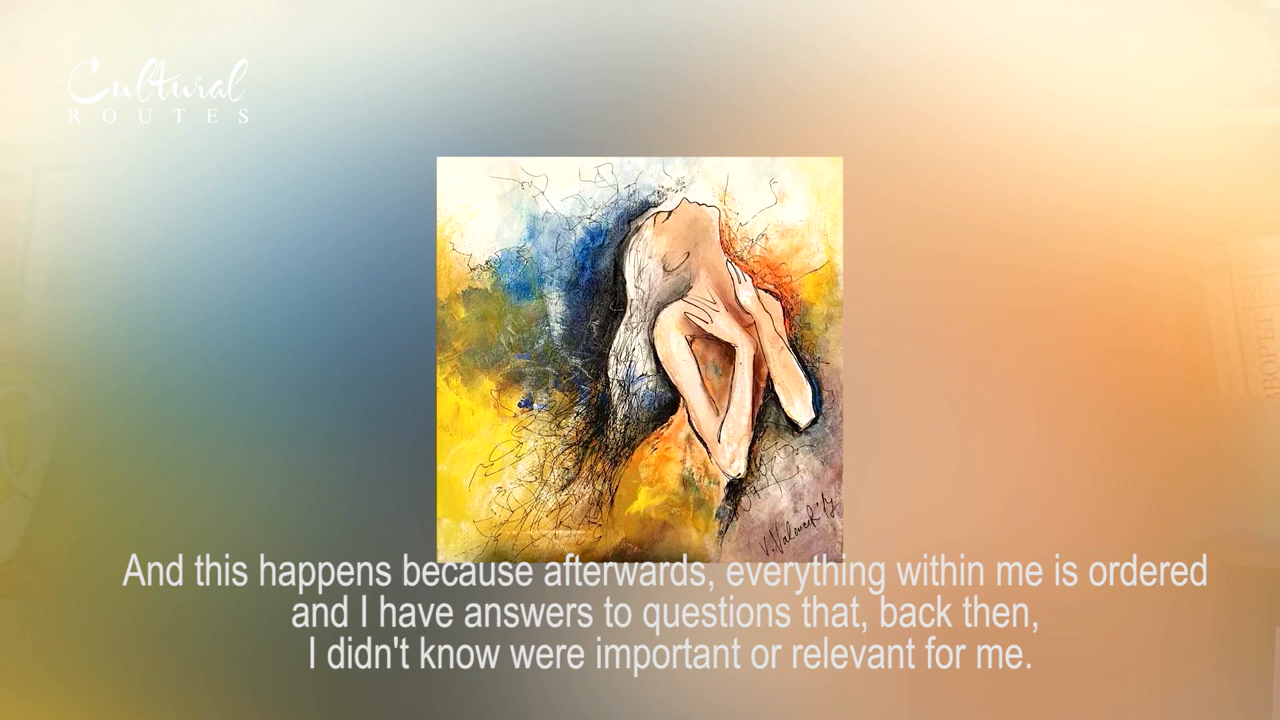 Cultural
ROUTES
And this happens because afterwards, everything within me is ordered
and I have answers to questions that, back then,
I didn't know were important or relevant for me.